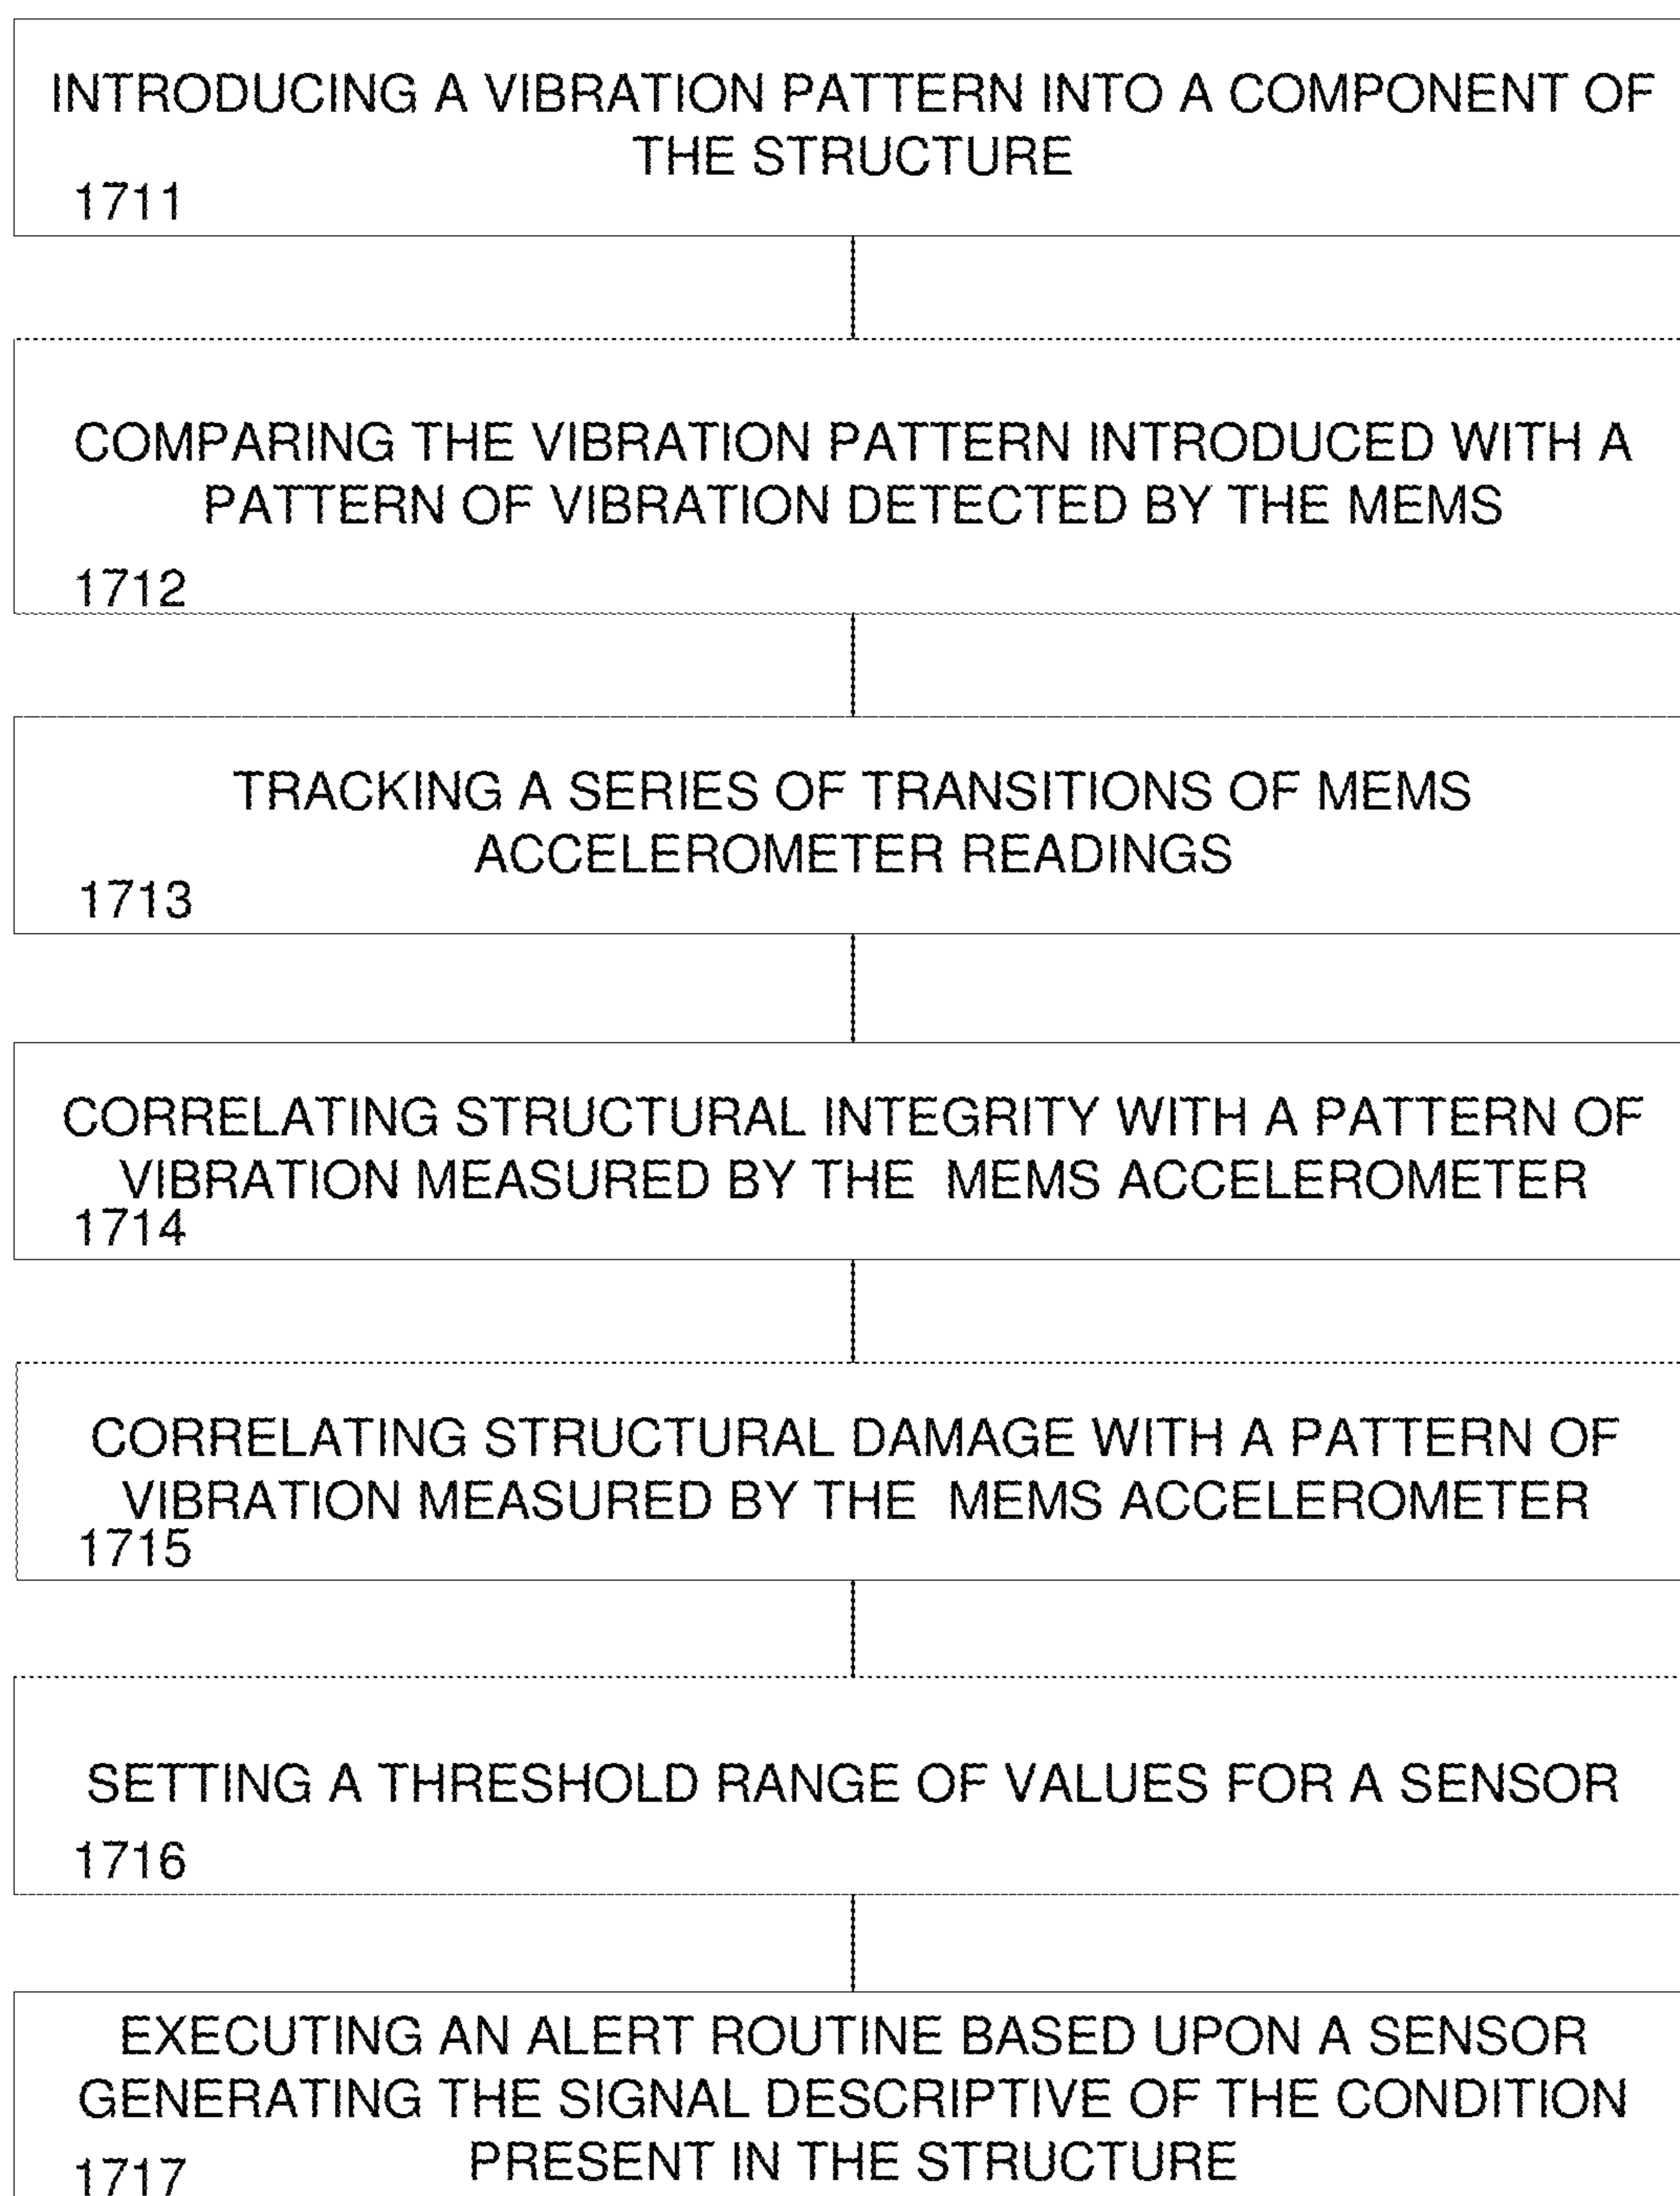 INTRODUCING A VIBRATION PATTERN INTO A COMPONENT OF
THE STRUCTURE
1711
COMPARING THE VIBRATION PATTERN INTRODUCED WITH A
PATTERN OF VIBRATION DETECTED BY THE MEMS
1712
TRACKING A SERIES OF TRANSITIONS OF MEMS
ACCELEROMETER READINGS
1713
CORRELATING STRUCTURAL INTEGRITY WITH A PATTERN OF
VIBRATION MEASURED BY THE MEMS ACCELEROMETER
1714
CORRELATING STRUCTURAL DAMAGE WITH A PATTERN OF
VIBRATION MEASURED BY THE MEMS ACCELEROMETER
1715
SETTING A THRESHOLD RANGE OF VALUES FOR A SENSOR
1716
EXECUTING AN ALERT ROUTINE BASED UPON A SENSOR
GENERATING THE SIGNAL DESCRIPTIVE OF THE CONDITION
PRESENT IN THE STRUCTURE
1717